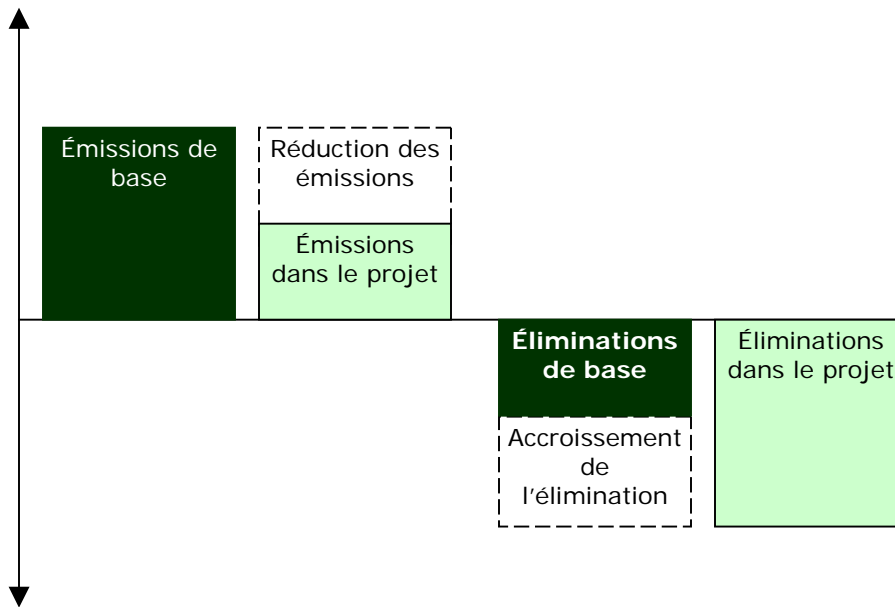 Émissions de
base
Réduction des
émissions
Émissions
dans le projet
Éliminations
de base
Accroissement
de
l'élimination
Éliminations
dans le projet